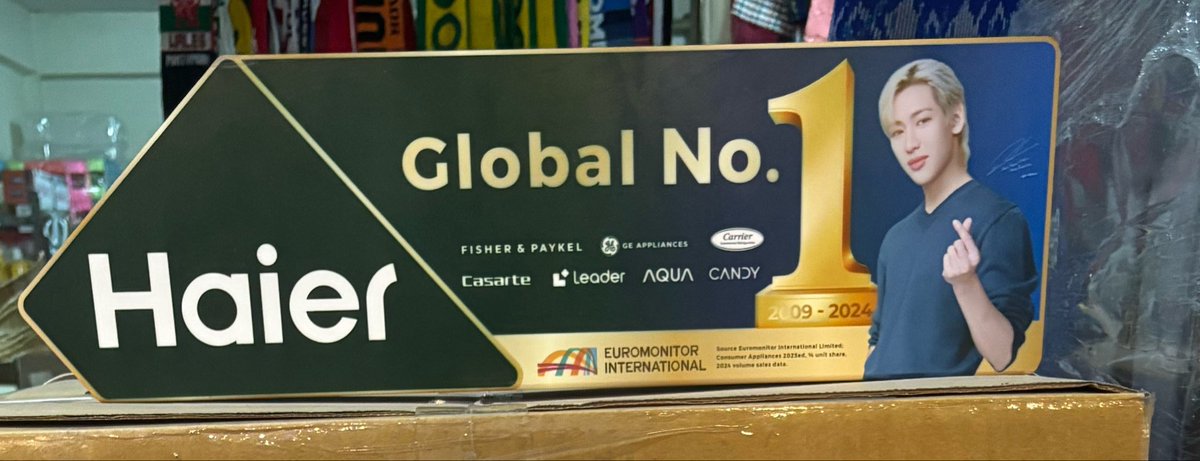 Haier
Global No.1
FISHER & PAYKEL GE APPLIANCES Carrier
Casarte Leader AQUA CANDY
2009 - 2024
EUROMONITOR
INTERNATIONAL
Source Euromonitor International Limited;
Consumer Appliances 2025ed, % unit share,
2024 volume sales data.